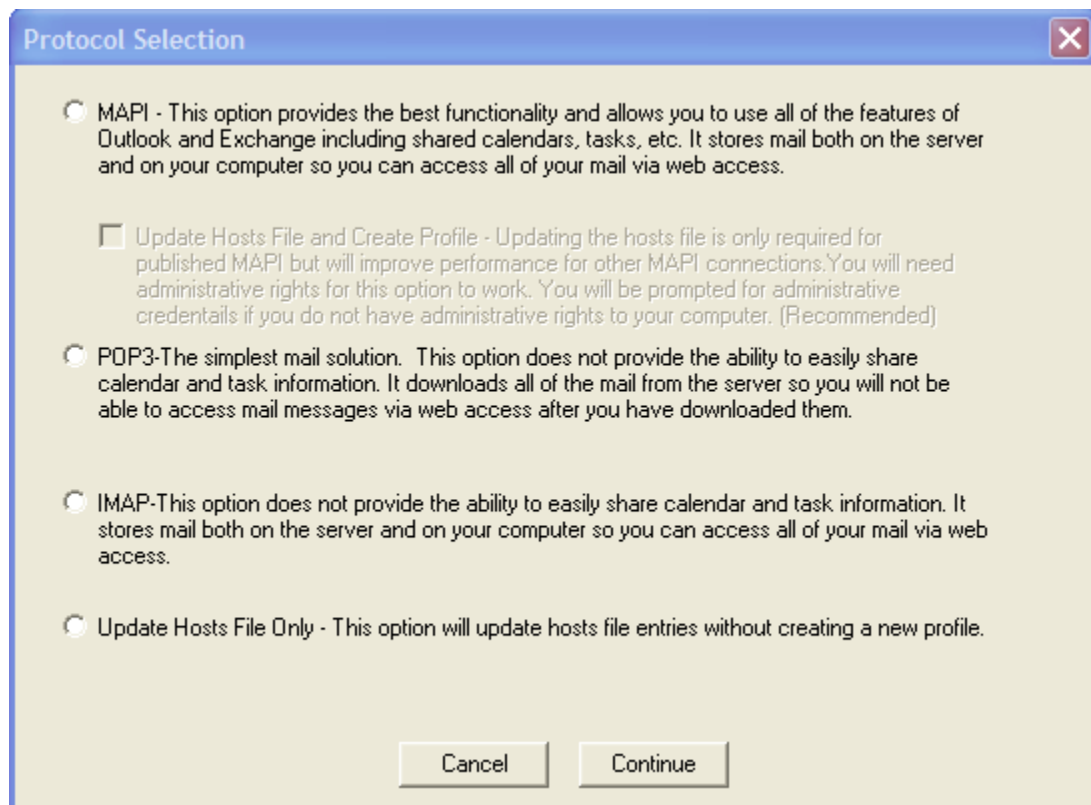 Protocol Selection
MAPI - This option provides the best functionality and allows you to use all of the features of
Outlook and Exchange including shared calendars, tasks, etc. It stores mail both on the server
and on your computer so you can access all of your mail via web access.
Update Hosts File and Create Profile - Updating the hosts file is only required for
published MAPI but will improve performance for other MAPI connections.You will need
administrative rights for this option to work. You will be prompted for administrative
credentails if you do not have administrative rights to your computer. (Recommended)
POP3-The simplest mail solution.  This option does not provide the ability to easily share
calendar and task information. It downloads all of the mail from the server so you will not be
able to access mail messages via web access after you have downloaded them.
IMAP-This option does not provide the ability to easily share calendar and task information. It
stores mail both on the server and on your computer so you can access all of your mail via web
access.
Update Hosts File Only - This option will update hosts file entries without creating a new profile.
Cancel Continue